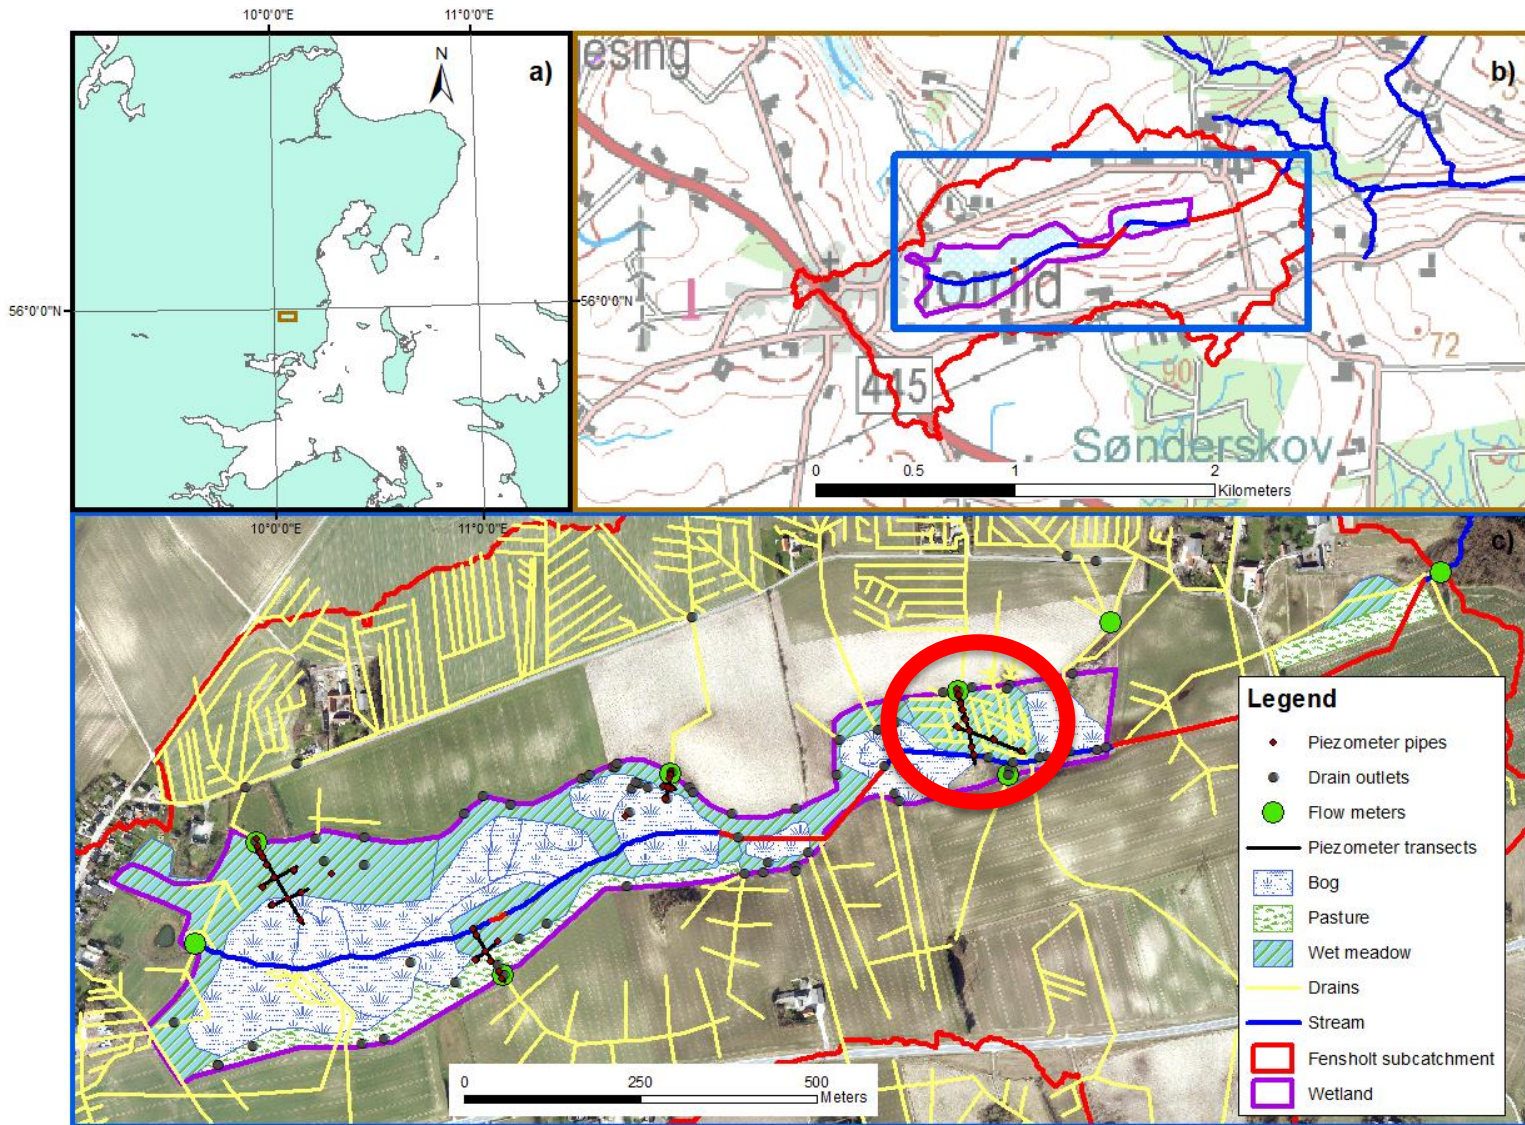 10°0'0"E
11°0'0"E
N
a)
56°0'0"N
10°0'0"E
11°0'0"E
esing
b)
56°0'0"N
445
90
72
Sønderskov
0 0.5 1 2
Kilometers
c)
Legend
Piezometer pipes
Drain outlets
Flow meters
Piezometer transects
Bog
Pasture
Wet meadow
Drains
Stream
Fensholt subcatchment
Wetland
0 250 500
Meters